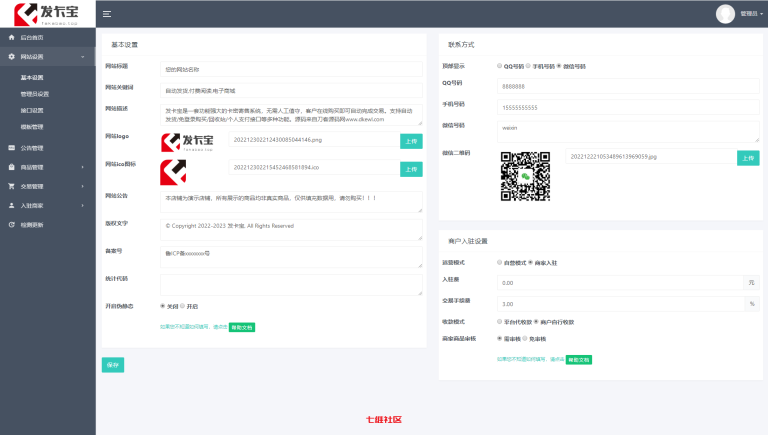 发卡宝
管理员
后台首页
网站设置
基本设置
管理员设置
接口设置
模板管理
公告管理
商品管理
交易管理
入驻商家
检测更新
基本设置
网站标题
您的网站名称
网站关键词
自动发货,付费阅读,电子商城
网站描述
发卡宝是一套功能强大的卡密寄售系统，无需人工值守，客户在线购买即可自动完成交易。支持自动
发货/免登录购买/回收站/个人支付接口等多种功能。源码来自刀客源码网www.dkewl.com
网站logo
发卡宝
202212302212430085044146.png
上传
网站ico图标
202212302215452468581894.ico
上传
网站公告
本店铺为演示店铺，所有展示的商品均非真实商品，仅供填充数据用，请勿购买！！！
版权文字
© Copyright 2022-2023 发卡宝. All Rights Reserved
备案号
统计代码
开启伪静态
关闭 开启
如果您不知道如何填写，请点击 帮助文档
保存
联系方式
顶部显示
QQ号码 手机号码 微信号码
QQ号码
8888888
手机号码
15555555555
微信号码
weixin
微信二维码
202212221053489613969059.jpg
上传
商户入驻设置
运营模式
自营模式 商家入驻
入驻费
0.00
元
交易手续费
3.00
%
收款模式
平台代收款 商户自行收款
商家商品审核
需审核 免审核
如果您不知道如何填写，请点击 帮助文档
七维社区